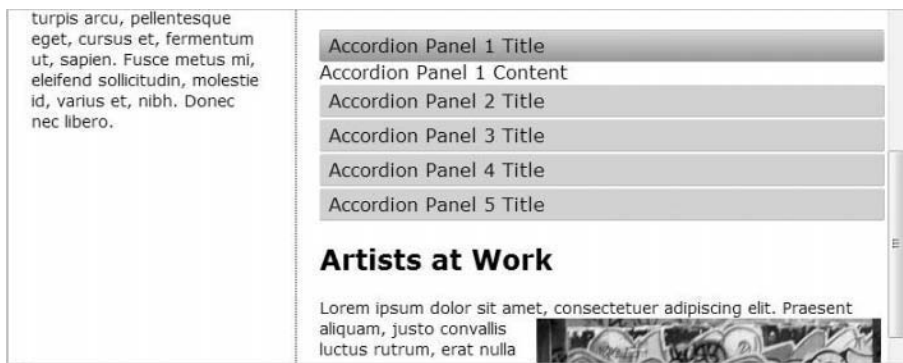 turpis arcu, pellentesque
eget, cursus et, fermentum
ut, sapien. Fusce metus mi,
eleifend sollicitudin, molestie
id, varius et, nibh. Donec
nec libero.
Accordion Panel 1 Title
Accordion Panel 1 Content
Accordion Panel 2 Title
Accordion Panel 3 Title
Accordion Panel 4 Title
Accordion Panel 5 Title
Artists at Work
Lorem ipsum dolor sit amet, consectetuer adipiscing elit. Praesent
aliquam, justo convallis
luctus rutrum, erat nulla